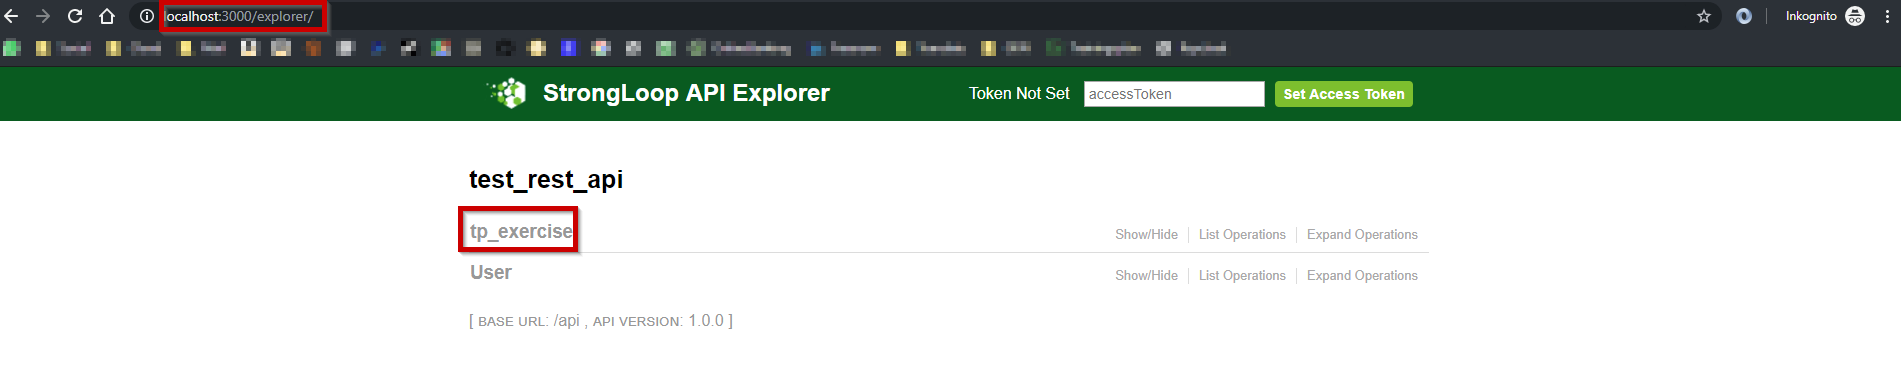 localhost:3000/explorer/
Inkognito
StrongLoop API Explorer
Token Not Set
accessToken
Set Access Token
test_rest_api
tp_exercise
Show/Hide
List Operations
Expand Operations
User
Show/Hide
List Operations
Expand Operations
[ BASE URL: /api , API VERSION: 1.0.0 ]